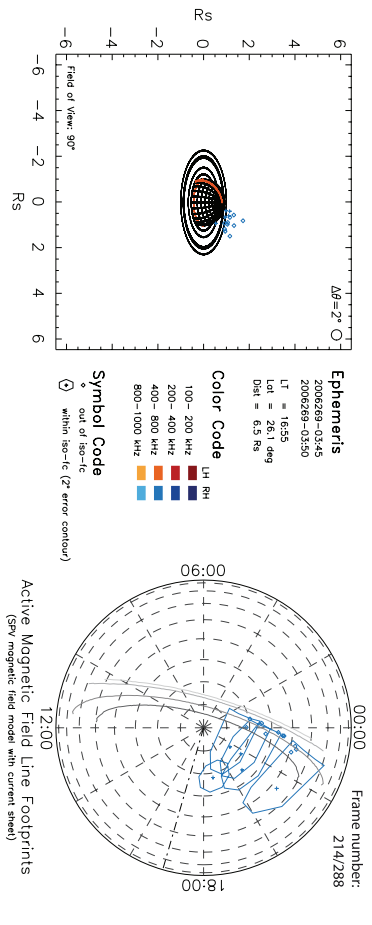 Rs
−6 −4 −2 0 2 4 6
6
4
2
0
−2
−4
−6
Rs
Δθ=2°
Field of View: 90°
Ephemeris
2006269−03:45
2006269−03:50
LT = 16:55
Lat = 26.1 deg
Dist = 6.5 Rs
Color Code
LH RH
100− 200 kHz
200− 400 kHz
400− 800 kHz
800−1000 kHz
Symbol Code
out of iso−fc
within iso−fc (2° error contour)
Frame number:
214/288
00:00
06:00
18:00
12:00
Active Magnetic Field Line Footprints
(SPV magnetic field model with current sheet)